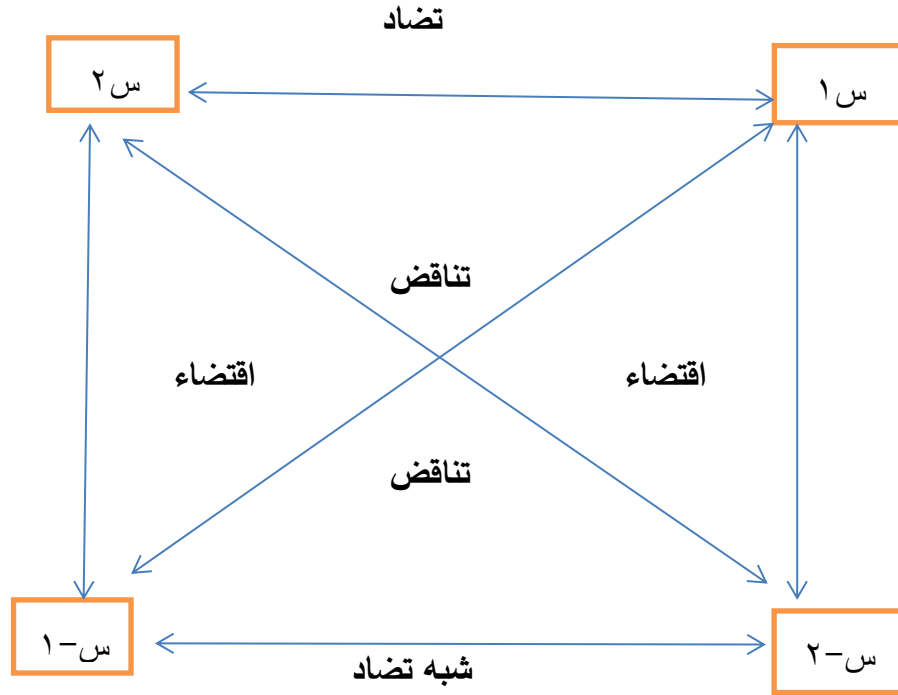 تضاد
س١
س٢
تناقض
اقتضاء
اقتضاء
تناقض
س-٢
س-١
شبه تضاد